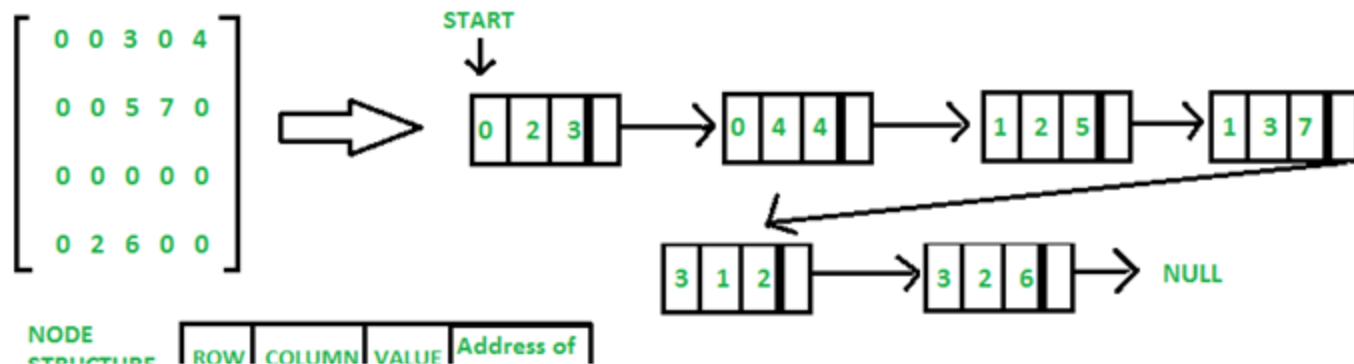 START
0 0 3 0 4
0 0 5 7 0
0 0 0 0 0
0 2 6 0 0
0 2 3
0 4 4
1 2 5
1 3 7
3 1 2
3 2 6
NULL
NODE
STRUCTURE
ROW
COLUMN
VALUE
Address of